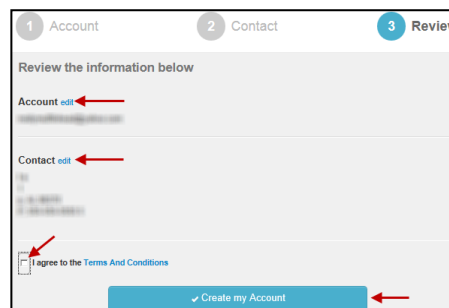 1 Account 2 Contact 3 Review
Review the information below
Account edit
Contact edit
I agree to the Terms And Conditions
✔ Create my Account